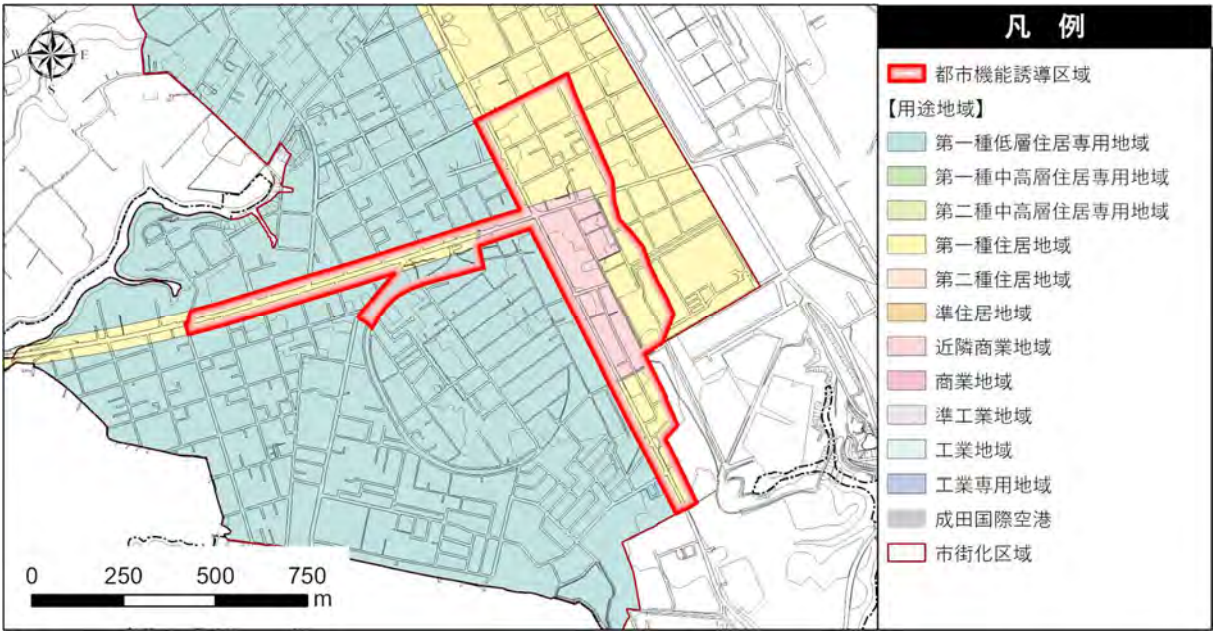 凡 例
N
W E
S
都市機能誘導区域
【用途地域】
第一種低層住居専用地域
第一種中高層住居専用地域
第二種中高層住居専用地域
第一種住居地域
第二種住居地域
準住居地域
近隣商業地域
商業地域
準工業地域
工業地域
工業専用地域
成田国際空港
市街化区域
0 250 500 750
m